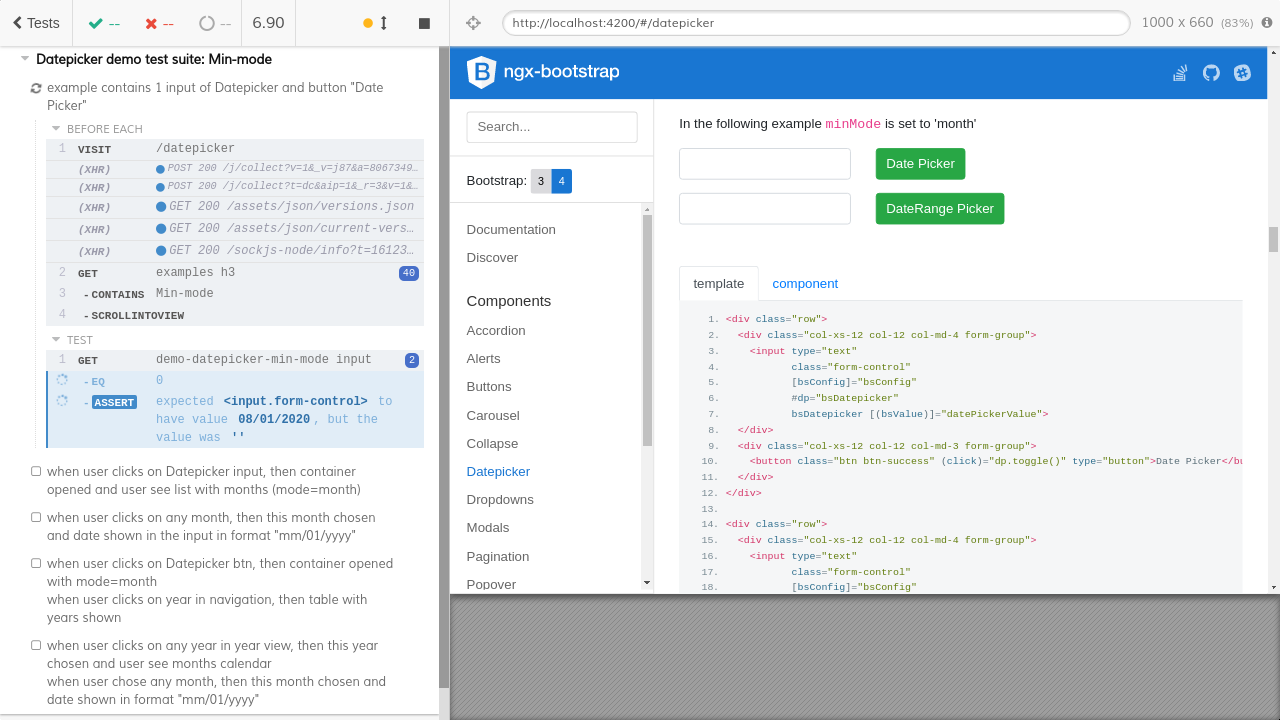 Tests
--
--
--
6.90
http://localhost:4200/#/datepicker
1000 x 660 (83%)
Datepicker demo test suite: Min-mode
example contains 1 input of Datepicker and button "Date
Picker"
BEFORE EACH
1 VISIT /datepicker
(XHR) POST 200 /j/collect?v=1&_v=j87&a=8067349…
(XHR) POST 200 /j/collect?t=dc&aip=1&_r=3&v=1&…
(XHR) GET 200 /assets/json/versions.json
(XHR) GET 200 /assets/json/current-vers…
(XHR) GET 200 /sockjs-node/info?t=16123…
2 GET examples h3 40
3 -CONTAINS Min-mode
4 -SCROLLINTOVIEW
TEST
1 GET demo-datepicker-min-mode input 2
-EQ 0
-ASSERT expected <input.form-control> to
have value 08/01/2020, but the
value was ''
when user clicks on Datepicker input, then container
opened and user see list with months (mode=month)
when user clicks on any month, then this month chosen
and date shown in the input in format "mm/01/yyyy"
when user clicks on Datepicker btn, then container opened
with mode=month
when user clicks on year in navigation, then table with
years shown
when user clicks on any year in year view, then this year
chosen and user see months calendar
when user chose any month, then this month chosen and
date shown in format "mm/01/yyyy"
B ngx-bootstrap
Search...
Bootstrap: 3 4
Documentation
Discover
Components
Accordion
Alerts
Buttons
Carousel
Collapse
Datepicker
Dropdowns
Modals
Pagination
Popover
In the following example minMode is set to 'month'
Date Picker
DateRange Picker
template component
1. <div class="row">
2. <div class="col-xs-12 col-12 col-md-4 form-group">
3. <input type="text"
4. class="form-control"
5. [bsConfig]="bsConfig"
6. #dp="bsDatepicker"
7. bsDatepicker [(bsValue)]="datePickerValue">
8. </div>
9. <div class="col-xs-12 col-12 col-md-3 form-group">
10. <button class="btn btn-success" (click)="dp.toggle()" type="button">Date Picker</bu
11. </div>
12. </div>
13.
14. <div class="row">
15. <div class="col-xs-12 col-12 col-md-4 form-group">
16. <input type="text"
17. class="form-control"
18. [bsConfig]="bsConfig"